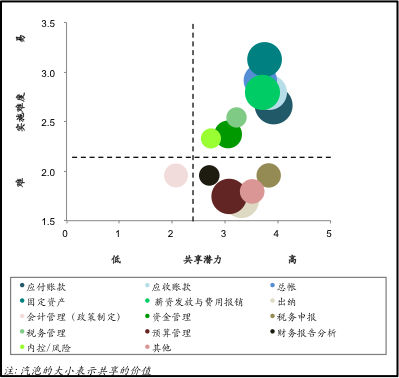 3.5
易
3.0
实施难度
2.5
2.0
难
1.5
0 1 2 3 4 5
低 共享潜力 高
应付账款 应收账款 总帐
固定资产 薪资发放与费用报销 出纳
会计管理（政策制定） 资金管理 税务申报
税务管理 预算管理 财务报告分析
内控/风险 其他
注: 汽泡的大小表示共享的价值